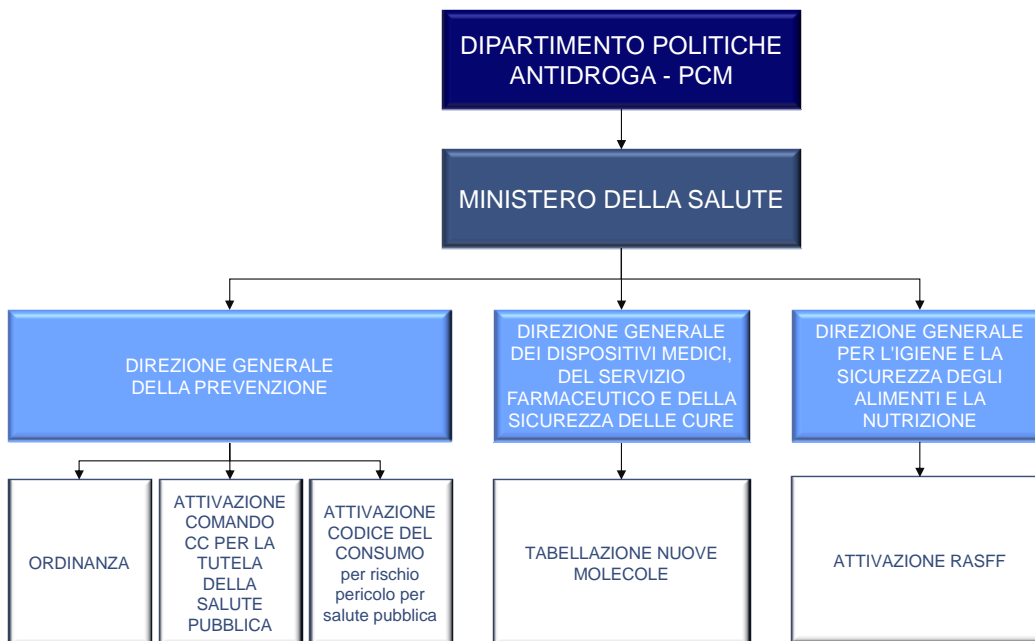 DIPARTIMENTO POLITICHE
ANTIDROGA - PCM
MINISTERO DELLA SALUTE
DIREZIONE GENERALE
DELLA PREVENZIONE
DIREZIONE GENERALE
DEI DISPOSITIVI MEDICI,
DEL SERVIZIO
FARMACEUTICO E DELLA
SICUREZZA DELLE CURE
DIREZIONE GENERALE
PER L'IGIENE E LA
SICUREZZA DEGLI
ALIMENTI E LA
NUTRIZIONE
ORDINANZA
ATTIVAZIONE
COMANDO
CC PER LA
TUTELA
DELLA
SALUTE
PUBBLICA
ATTIVAZIONE
CODICE DEL
CONSUMO
per rischio
pericolo per
salute pubblica
TABELLAZIONE NUOVE
MOLECOLE
ATTIVAZIONE RASFF